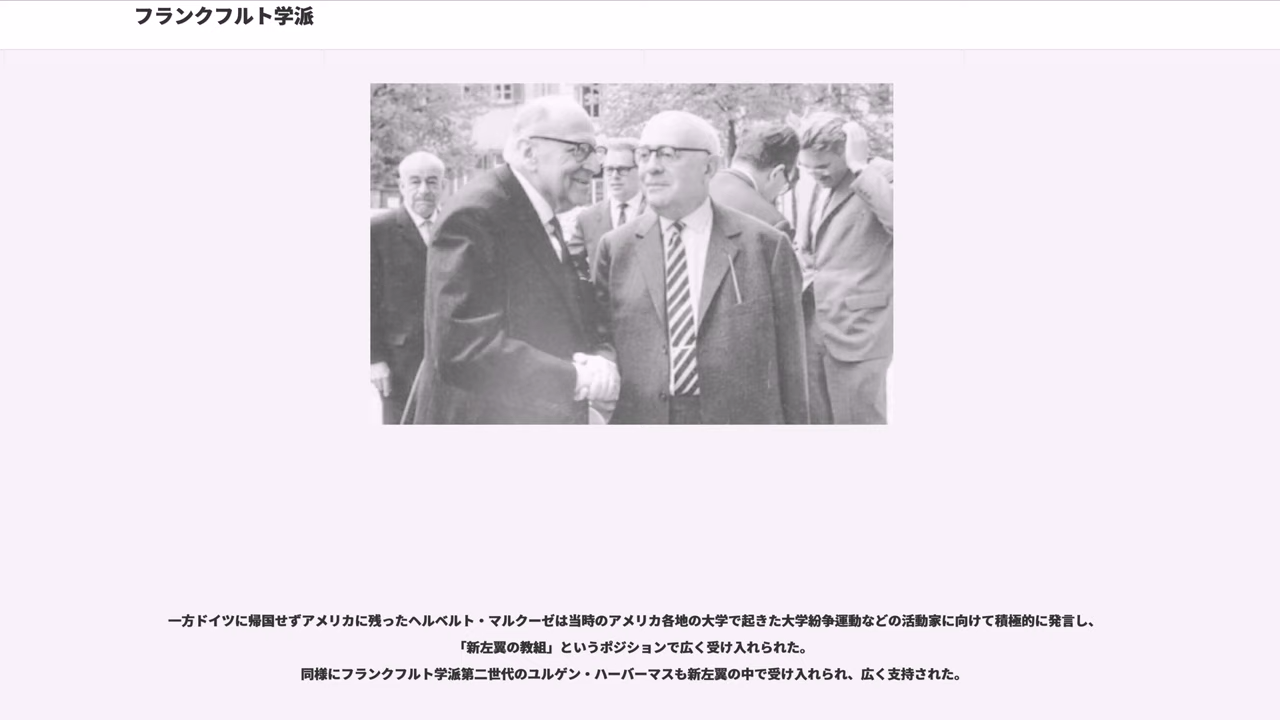 フランクフルト学派
一方ドイツに帰国せずアメリカに残ったヘルベルト・マルクーゼは当時のアメリカ各地の大学で起きた大学紛争運動などの活動家に向けて積極的に発言し、
「新左翼の教組」というポジションで広く受け入れられた。
同様にフランクフルト学派第二世代のユルゲン・ハーバーマスも新左翼の中で受け入れられ、広く支持された。